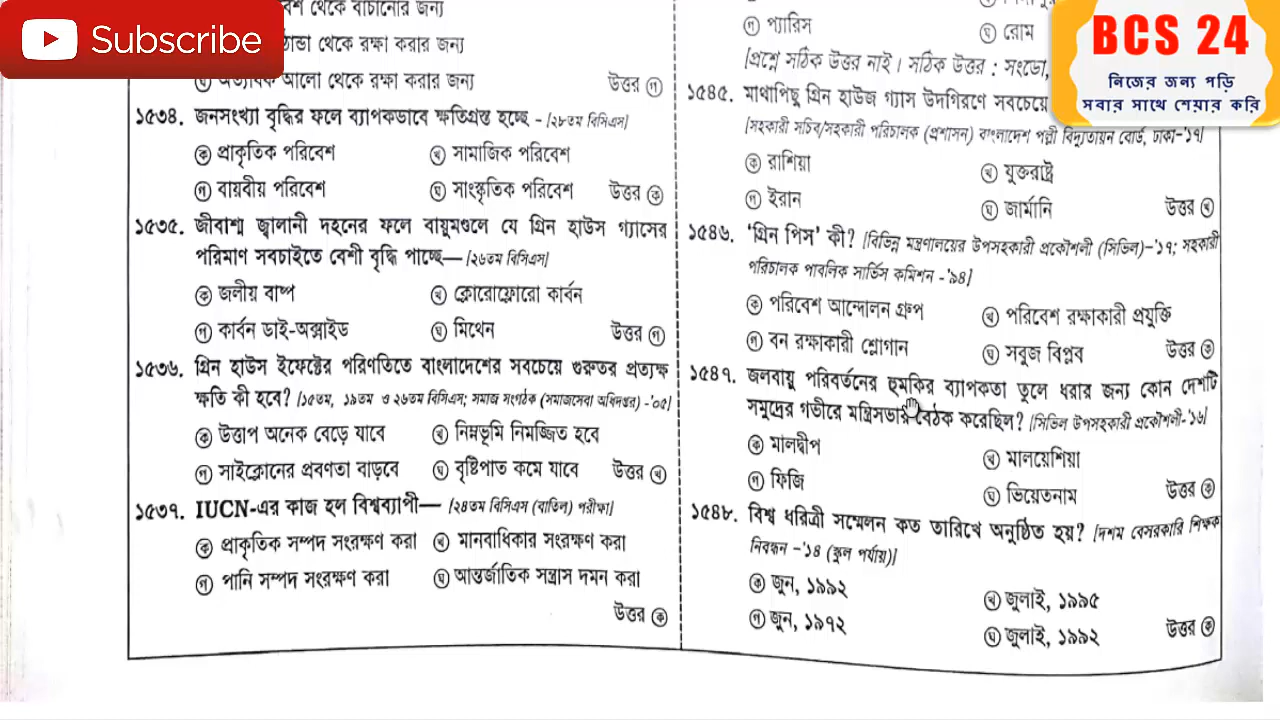 Subscribe
থেকে বাঁচানোর জন্য
থেকে রক্ষা করার জন্য
ঘ অত্যধিক আলো থেকে রক্ষা করার জন্য উত্তর গ
১৫৩৪. জনসংখ্যা বৃদ্ধির ফলে ব্যাপকভাবে ক্ষতিগ্রস্ত হচ্ছে - [২৮তম বিসিএস]
ক প্রাকৃতিক পরিবেশ খ সামাজিক পরিবেশ
গ বায়বীয় পরিবেশ ঘ সাংস্কৃতিক পরিবেশ উত্তর ক
১৫৩৫. জীবাশ্ম জ্বালানী দহনের ফলে বায়ুমণ্ডলে যে গ্রিন হাউস গ্যাসের
পরিমাণ সবচাইতে বেশী বৃদ্ধি পাচ্ছে— [২৬তম বিসিএস]
ক জলীয় বাষ্প খ ক্লোরোফ্লোরো কার্বন
গ কার্বন ডাই-অক্সাইড ঘ মিথেন উত্তর গ
১৫৩৬. গ্রিন হাউস ইফেক্টের পরিণতিতে বাংলাদেশের সবচেয়ে গুরুতর প্রত্যক্ষ
ক্ষতি কী হবে? [১৫তম, ১৯তম ও ২৬তম বিসিএস; সমাজ সংগঠক (সমাজসেবা অধিদপ্তর)-'০৫]
ক উত্তাপ অনেক বেড়ে যাবে খ নিম্নভূমি নিমজ্জিত হবে
গ সাইক্লোনের প্রবণতা বাড়বে ঘ বৃষ্টিপাত কমে যাবে উত্তর খ
১৫৩৭. IUCN-এর কাজ হল বিশ্বব্যাপী— [২৪তম বিসিএস (বাতিল) পরীক্ষা]
ক প্রাকৃতিক সম্পদ সংরক্ষণ করা খ মানবাধিকার সংরক্ষণ করা
গ পানি সম্পদ সংরক্ষণ করা ঘ আন্তর্জাতিক সন্ত্রাস দমন করা
উত্তর ক
গ প্যারিস ঘ রোম
[প্রশ্নে সঠিক উত্তর নাই। সঠিক উত্তর : সংডো,
১৫৪৫. মাথাপিছু গ্রিন হাউজ গ্যাস উদগিরণে সবচেয়ে
[সহকারী সচিব/সহকারী পরিচালক (প্রশাসন) বাংলাদেশ পল্লী বিদ্যুতায়ন বোর্ড, ঢাকা-১৭]
ক রাশিয়া খ যুক্তরাষ্ট্র
গ ইরান ঘ জার্মানি উত্তর খ
১৫৪৬. ‘গ্রিন পিস’ কী? [বিভিন্ন মন্ত্রণালয়ের উপসহকারী প্রকৌশলী (সিভিল)-'১৭; সহকারী
পরিচালক পাবলিক সার্ভিস কমিশন -'৯৪]
ক পরিবেশ আন্দোলন গ্রুপ খ পরিবেশ রক্ষাকারী প্রযুক্তি
গ বন রক্ষাকারী শ্লোগান ঘ সবুজ বিপ্লব উত্তর ক
১৫৪৭. জলবায়ু পরিবর্তনের হুমকির ব্যাপকতা তুলে ধরার জন্য কোন দেশটি
সমুদ্রের গভীরে মন্ত্রিসভার বৈঠক করেছিল? [সিভিল উপসহকারী প্রকৌশলী-'১৬]
ক মালদ্বীপ খ মালয়েশিয়া
গ ফিজি ঘ ভিয়েতনাম উত্তর ক
১৫৪৮. বিশ্ব ধরিত্রী সম্মেলন কত তারিখে অনুষ্ঠিত হয়? [দশম বেসরকারি শিক্ষক
নিবন্ধন -'১৪ (স্কুল পর্যায়)]
ক জুন, ১৯৯২ খ জুলাই, ১৯৯৫
গ জুন, ১৯৭২ ঘ জুলাই, ১৯৯২ উত্তর ক
BCS 24
নিজের জন্য পড়ি
সবার সাথে শেয়ার করি